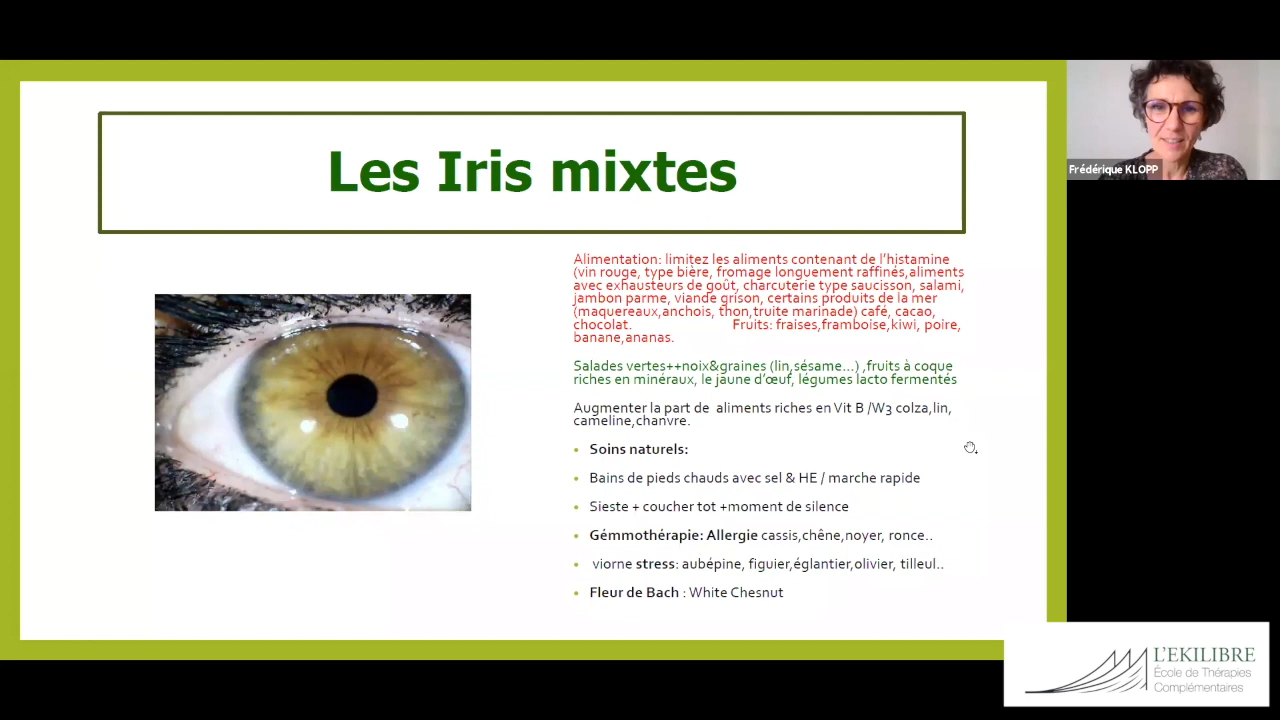 Les Iris mixtes
Alimentation: limitez les aliments contenant de l'histamine
(vin rouge, type bière, fromage longuement raffinés,aliments
avec exhausteurs de goût, charcuterie type saucisson, salami,
jambon parme, viande grison, certains produits de la mer
(maquereaux,anchois, thon,truite marinade) café, cacao,
chocolat. Fruits: fraises,framboise,kiwi, poire,
banane,ananas.
Salades vertes++noix&graines (lin,sésame...) ,fruits à coque
riches en minéraux, le jaune d'œuf, légumes lacto fermentés
Augmenter la part de aliments riches en Vit B /W3 colza,lin,
cameline,chanvre.
• Soins naturels:
• Bains de pieds chauds avec sel & HE / marche rapide
• Sieste + coucher tot +moment de silence
• Gémmothérapie: Allergie cassis,chêne,noyer, ronce..
• viorne stress: aubépine, figuier,églantier,olivier, tilleul..
• Fleur de Bach : White Chesnut
Frédérique KLOPP
L'EKILIBRE
École de Thérapies
Complémentaires